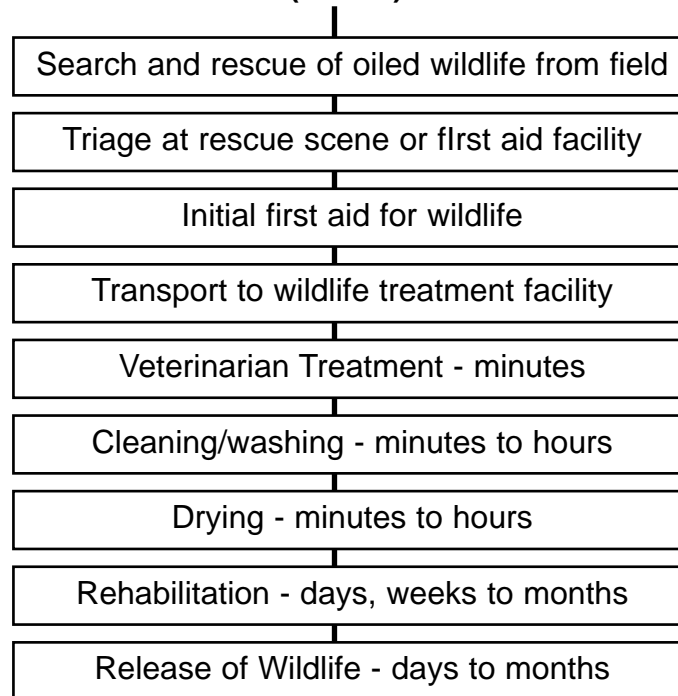 Search and rescue of oiled wildlife from field
Triage at rescue scene or fIrst aid facility
Initial first aid for wildlife
Transport to wildlife treatment facility
Veterinarian Treatment - minutes
Cleaning/washing - minutes to hours
Drying - minutes to hours
Rehabilitation - days, weeks to months
Release of Wildlife - days to months